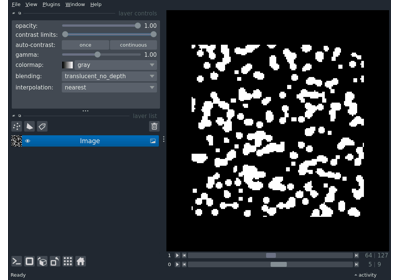 File View Plugins Window Help
layer controls
opacity: 1.00
contrast limits:
auto-contrast: once continuous
gamma: 1.00
colormap: gray
blending: translucent_no_depth
interpolation: nearest
layer list
Image
1 64 127
0 5 9
Ready activity